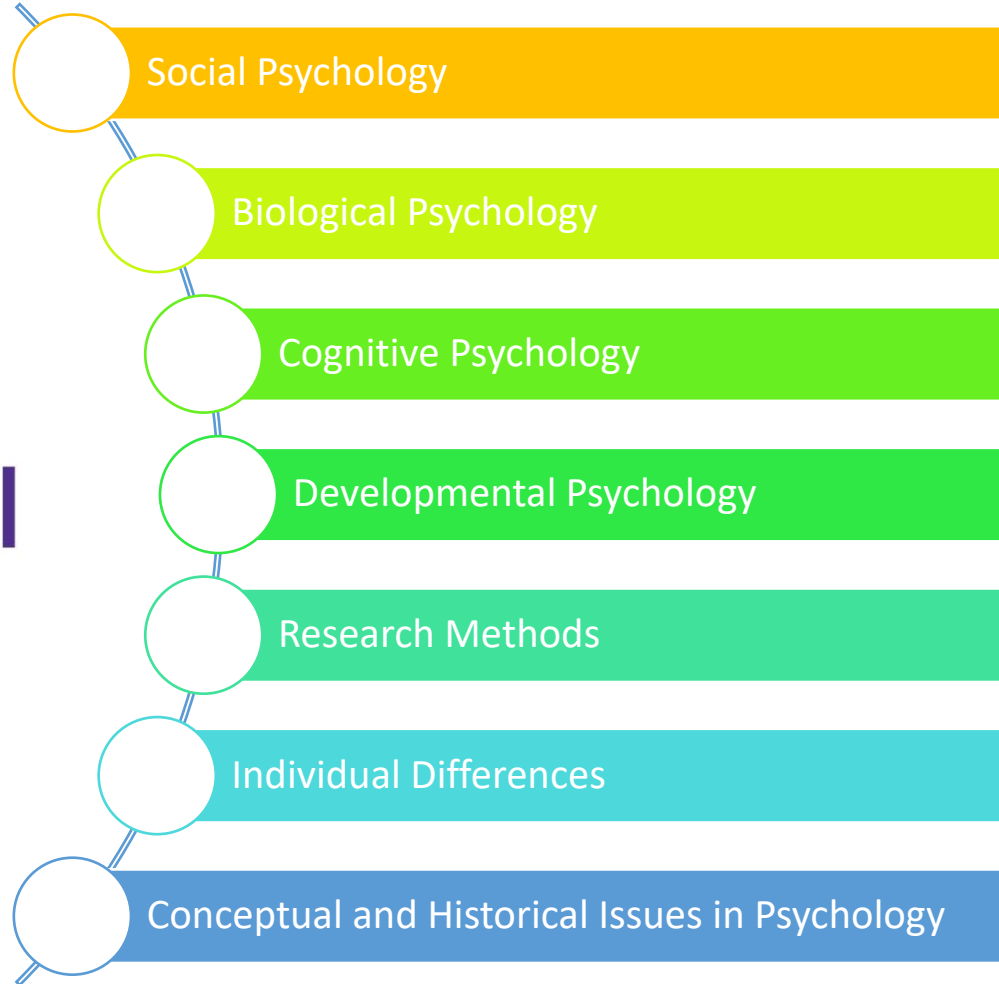 Social Psychology
Biological Psychology
Cognitive Psychology
Developmental Psychology
Research Methods
Individual Differences
Conceptual and Historical Issues in Psychology